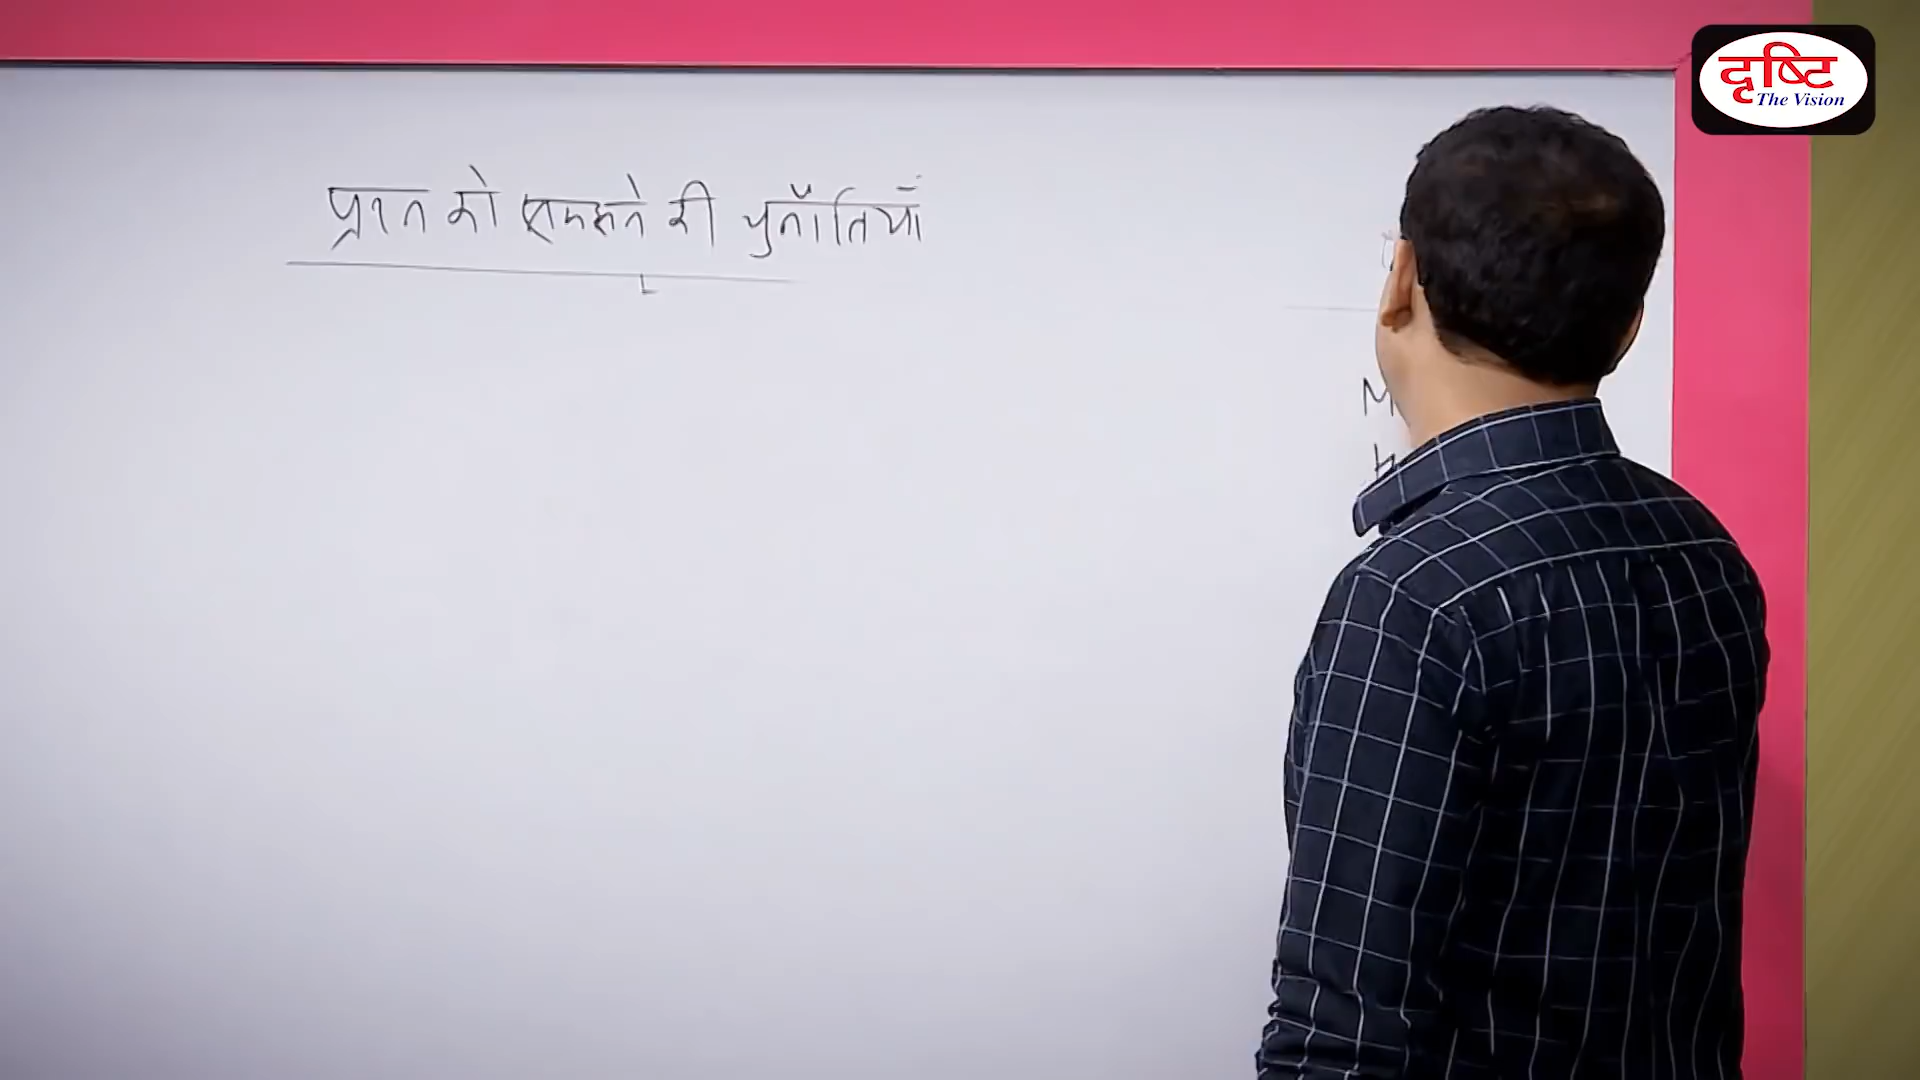 दृष्टि
The Vision
प्रश्न को समझने की चुनौतियाँ
M